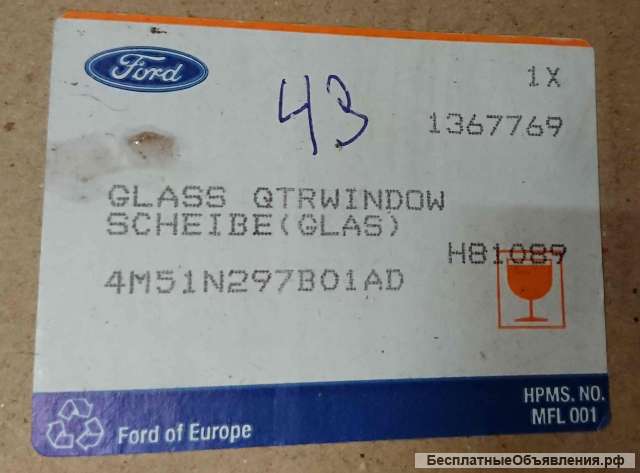 Ford
1X
43
1367769
GLASS QTRWINDOW
SCHEIBE(GLAS)
H81089
4M51N297B01AD
HPMS. NO.
MFL 001
Ford of Europe
БесплатныеОбъявления.рф